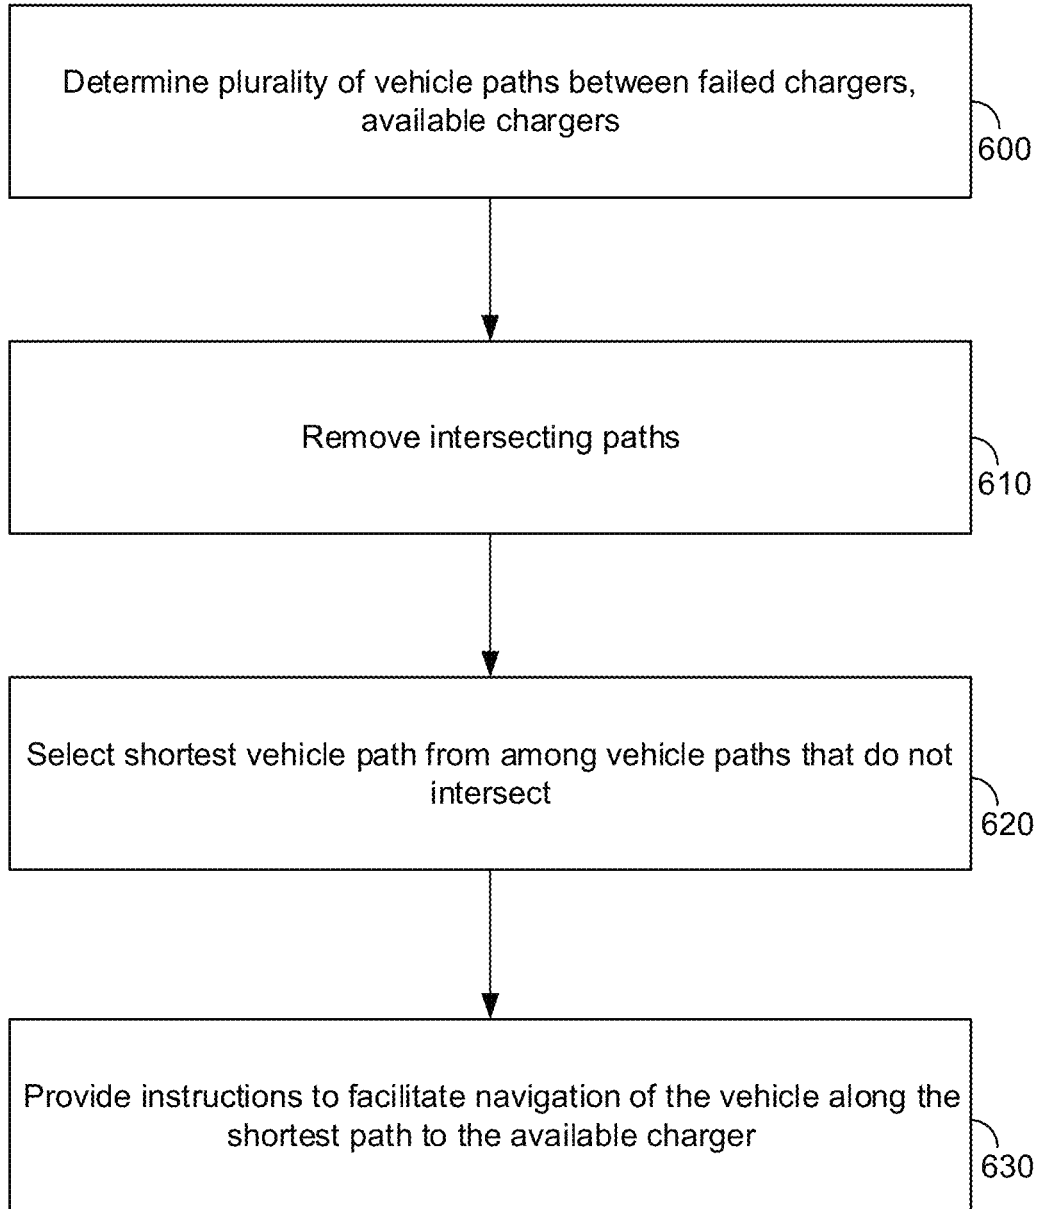 Determine plurality of vehicle paths between failed chargers,
available chargers
600
Remove intersecting paths
610
Select shortest vehicle path from among vehicle paths that do not
intersect
620
Provide instructions to facilitate navigation of the vehicle along the
shortest path to the available charger
630